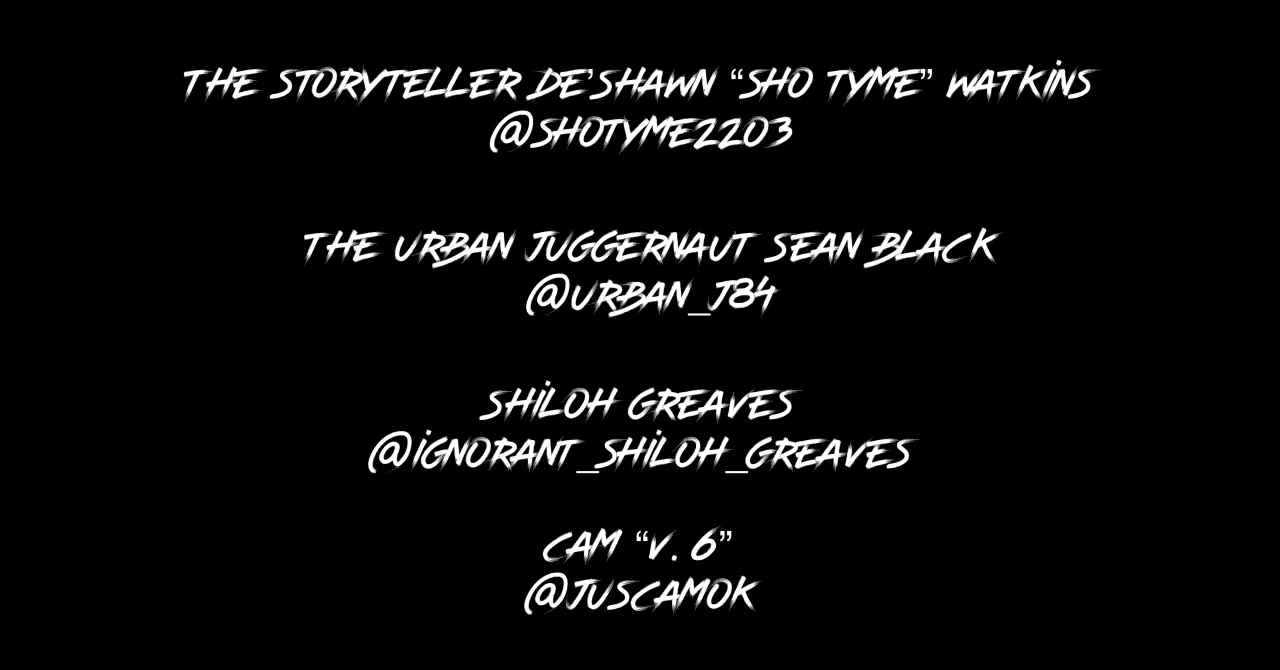 THE STORYTELLER DE'SHAWN “SHO TYME” WATKINS
@SHOTYME2203
THE URBAN JUGGERNAUT SEAN BLACK
@URBAN_J84
SHILOH GREAVES
@IGNORANT_SHILOH_GREAVES
CAM “V. 6”
@JUSCAMOK